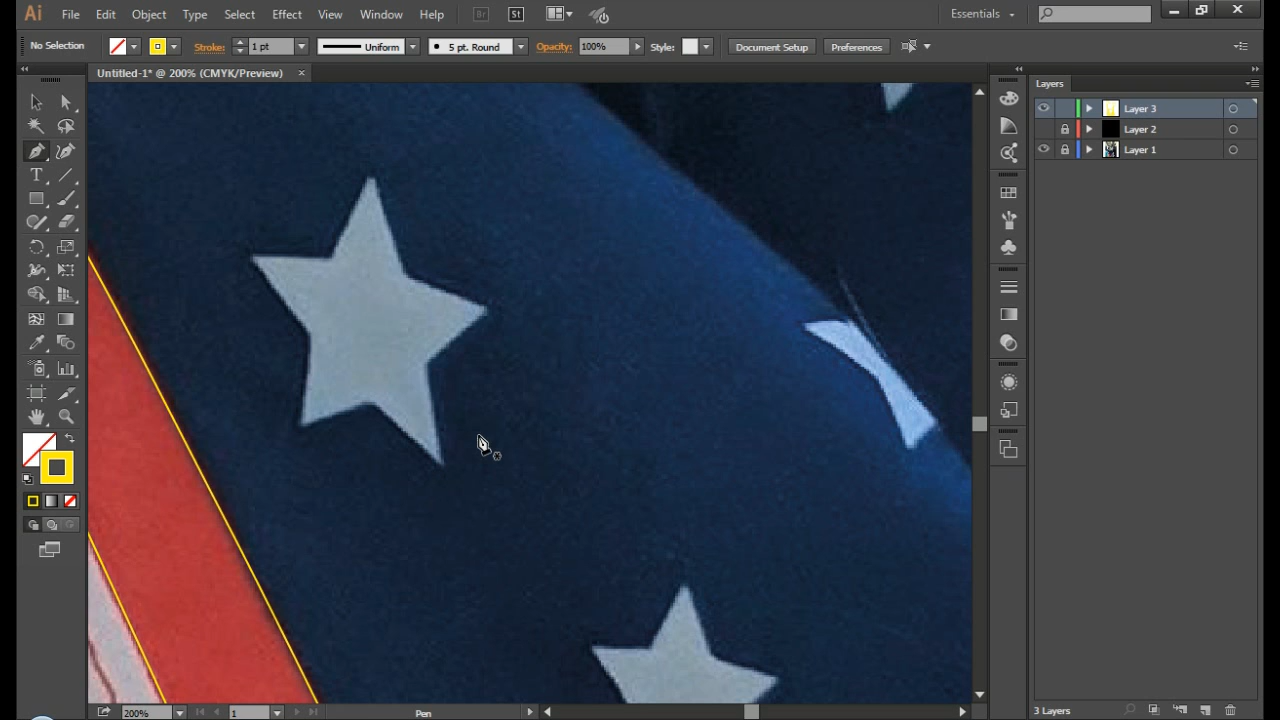 Ai File Edit Object Type Select Effect View Window Help Br St Essentials
No Selection Stroke: 1 pt Uniform 5 pt. Round Opacity: 100% Style: Document Setup Preferences
Untitled-1* @ 200% (CMYK/Preview)
Layers
Layer 3
Layer 2
Layer 1
T
200% 1 Pen
3 Layers